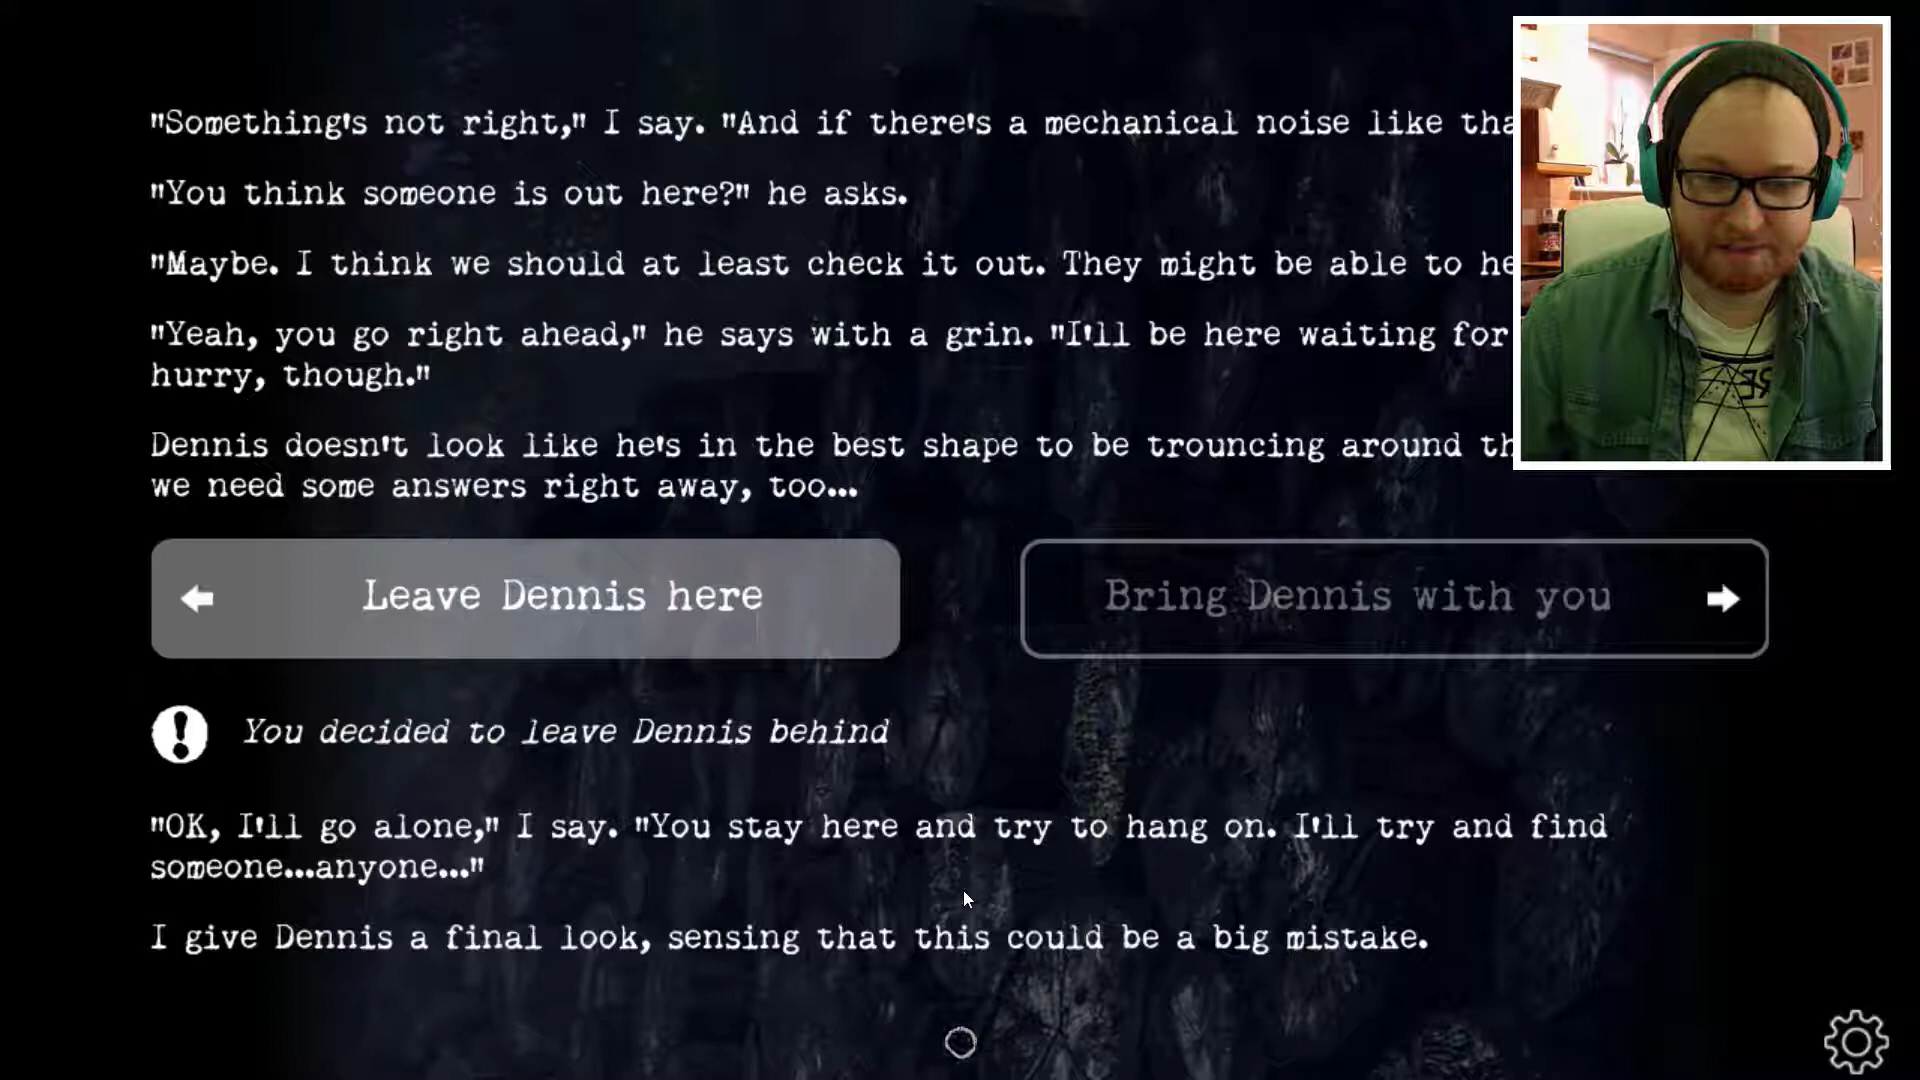 "Something's not right," I say. "And if there's a mechanical noise like tha
"You think someone is out here?" he asks.
"Maybe. I think we should at least check it out. They might be able to he
"Yeah, you go right ahead," he says with a grin. "I'll be here waiting for
hurry, though."
Dennis doesn't look like he's in the best shape to be trouncing around th
we need some answers right away, too...
Leave Dennis here
Bring Dennis with you
You decided to leave Dennis behind
"OK, I'll go alone," I say. "You stay here and try to hang on. I'll try and find
someone...anyone..."
I give Dennis a final look, sensing that this could be a big mistake.